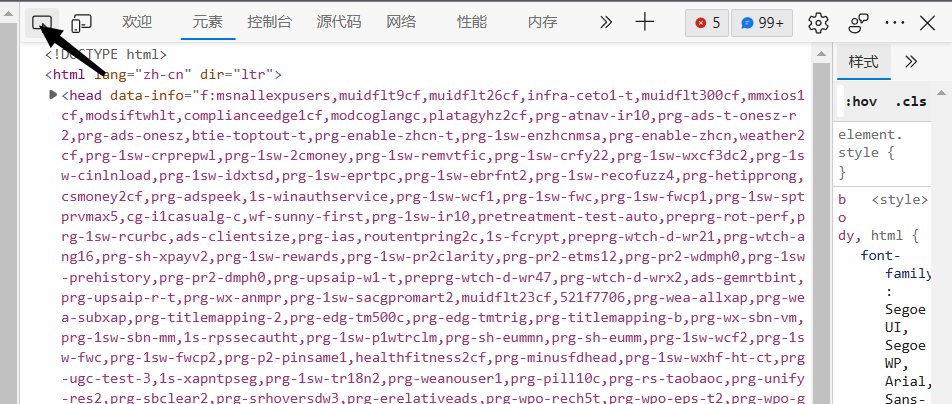 欢迎 元素 控制台 源代码 网络 性能 内存 5 99+
<!DOCTYPE html>
<html lang="zh-cn" dir="ltr">
<head data-info="f:msnallexpusers,muidflt9cf,muidflt26cf,infra-ceto1-t,muidflt300cf,mmxios1
cf,modsiftwhlt,complianceedge1cf,modcoglangc,platagyhz2cf,prg-atnav-ir10,prg-ads-t-onesz-r
2,prg-ads-onesz,btie-toptout-t,prg-enable-zhcn-t,prg-1sw-enzhcnmsa,prg-enable-zhcn,weather2
cf,prg-1sw-crprepwl,prg-1sw-2cmoney,prg-1sw-remvtfic,prg-1sw-crfy22,prg-1sw-wxcf3dc2,prg-1s
w-cinlnload,prg-1sw-idxtsd,prg-1sw-eprtpc,prg-1sw-ebrfnt2,prg-1sw-recofuzz4,prg-hetipprong,
csmoney2cf,prg-adspeek,1s-winauthservice,prg-1sw-wcf1,prg-1sw-fwc,prg-1sw-fwcp1,prg-1sw-spt
prvmax5,cg-i1casualg-c,wf-sunny-first,prg-1sw-ir10,pretreatment-test-auto,preprg-rot-perf,p
rg-1sw-rcurbc,ads-clientsize,prg-ias,routentpring2c,1s-fcrypt,preprg-wtch-d-wr21,prg-wtch-a
ng16,prg-sh-xpayv2,prg-1sw-rewards,prg-1sw-pr2clarity,prg-pr2-etms12,prg-pr2-wdmph0,prg-1sw
-prehistory,prg-pr2-dmph0,prg-upsaip-w1-t,preprg-wtch-d-wr47,prg-wtch-d-wrx2,ads-gemrtbint,
prg-upsaip-r-t,prg-wx-anmpr,prg-1sw-sacgpromart2,muidflt23cf,521f7706,prg-wea-allxap,prg-we
a-subxap,prg-titlemapping-2,prg-edg-tm500c,prg-edg-tmtrig,prg-titlemapping-b,prg-wx-sbn-vm,
prg-1sw-sbn-mm,1s-rpssecautht,prg-1sw-p1wtrclm,prg-sh-eummn,prg-sh-eumm,prg-1sw-wcf2,prg-1s
w-fwc,prg-1sw-fwcp2,prg-p2-pinsame1,healthfitness2cf,prg-minusfdhead,prg-1sw-wxhf-ht-ct,prg
-ugc-test-3,1s-xapntpseg,prg-1sw-tr18n2,prg-weanouser1,prg-pill10c,prg-rs-taobaoc,prg-unify
-res2,prg-sbclear2,prg-srhoversdw3,prg-erelativeads,prg-wpo-rech5t,prg-wpo-eps-t2,prg-wpo-g
样式
:hov .cls
element.
style {
}
b <style>
o
dy, html {
font-
family
:
Segoe
UI,
Segoe
WP,
Arial,
Sans-